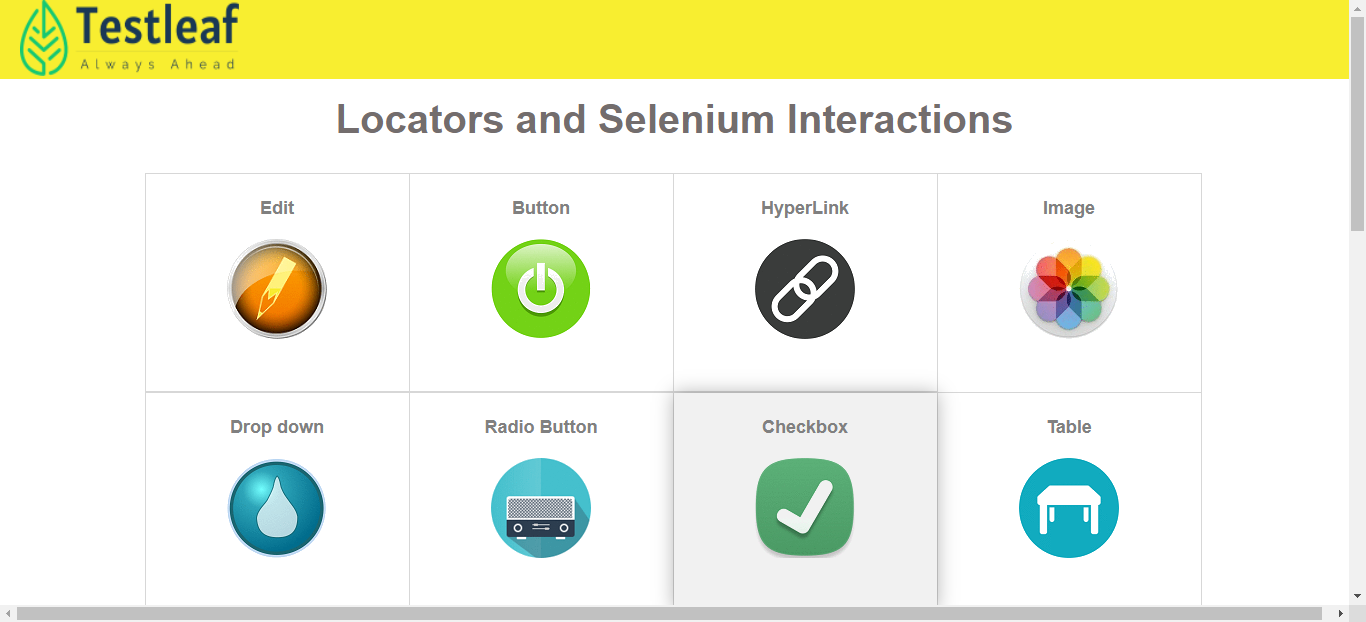 Testleaf
Always Ahead
Locators and Selenium Interactions
Edit
Button
HyperLink
Image
Drop down
Radio Button
Checkbox
Table